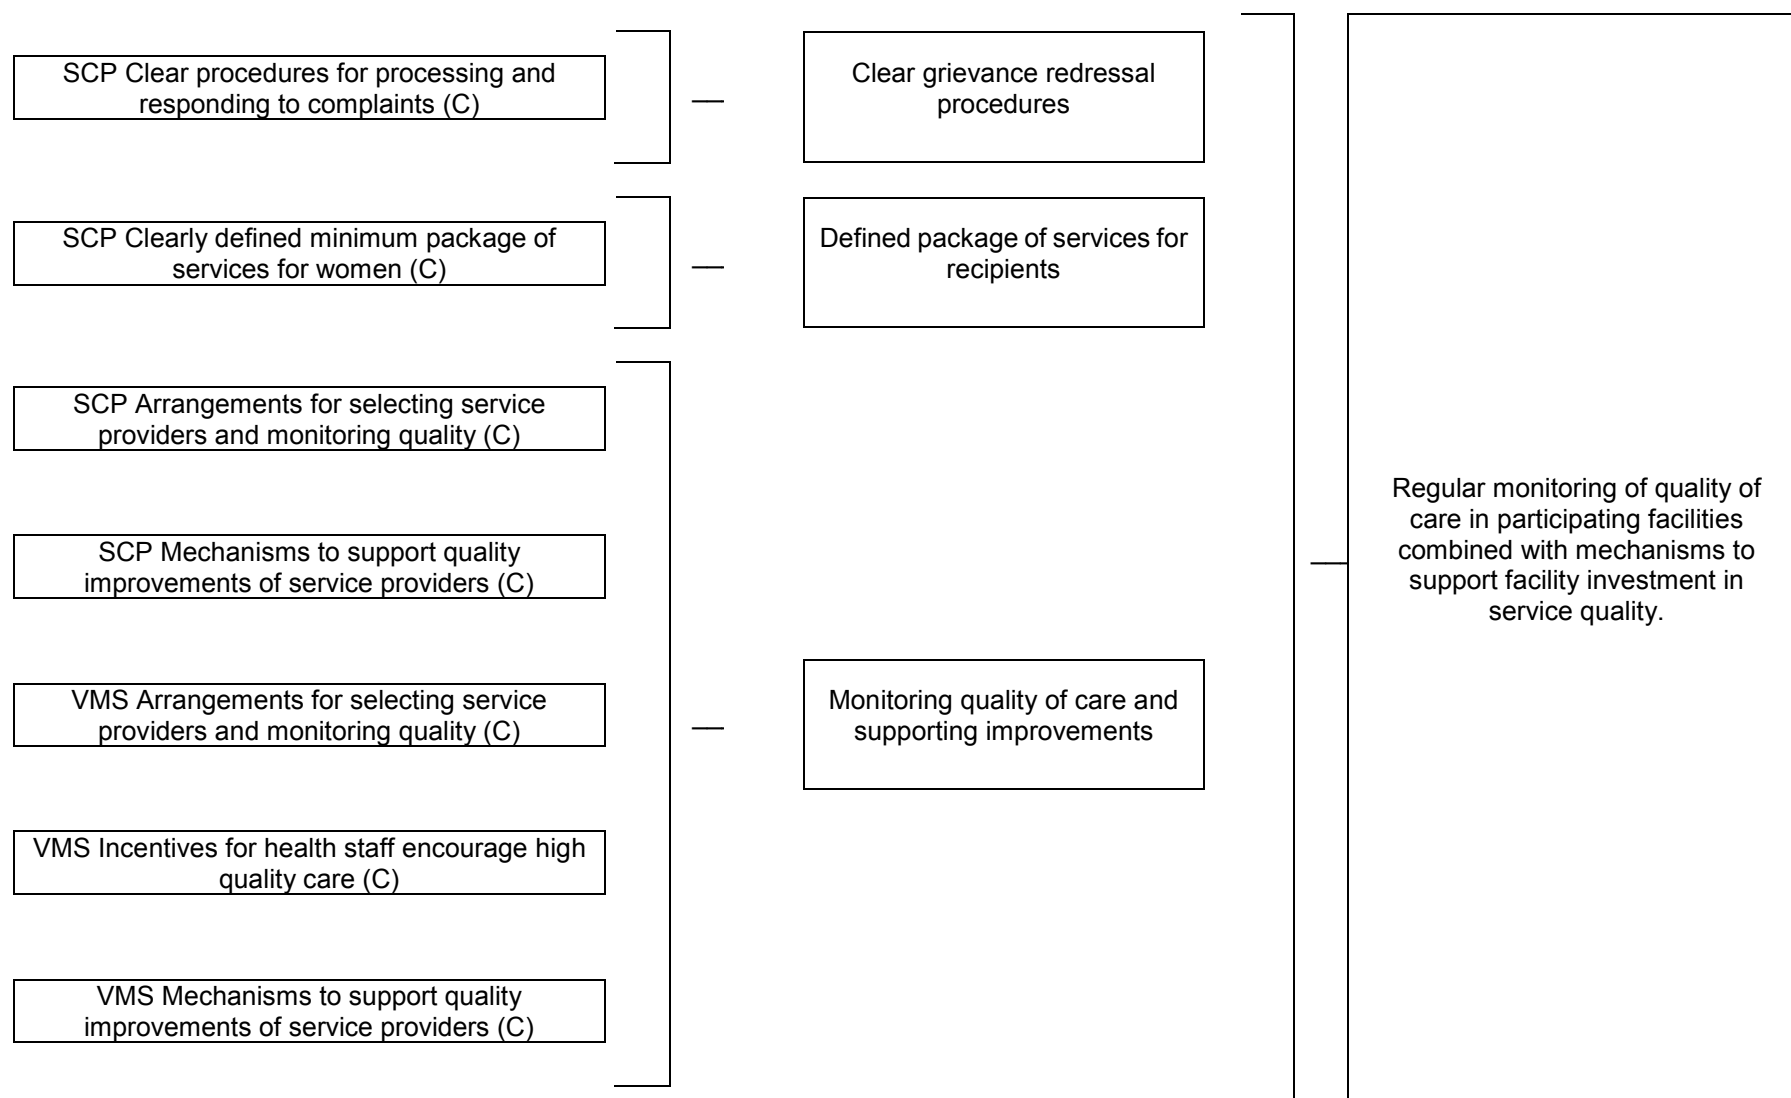 SCP Clear procedures for processing and
responding to complaints (C)
Clear grievance redressal
procedures
SCP Clearly defined minimum package of
services for women (C)
Defined package of services for
recipients
SCP Arrangements for selecting service
providers and monitoring quality (C)
SCP Mechanisms to support quality
improvements of service providers (C)
VMS Arrangements for selecting service
providers and monitoring quality (C)
VMS Incentives for health staff encourage high
quality care (C)
VMS Mechanisms to support quality
improvements of service providers (C)
Monitoring quality of care and
supporting improvements
Regular monitoring of quality of
care in participating facilities
combined with mechanisms to
support facility investment in
service quality.